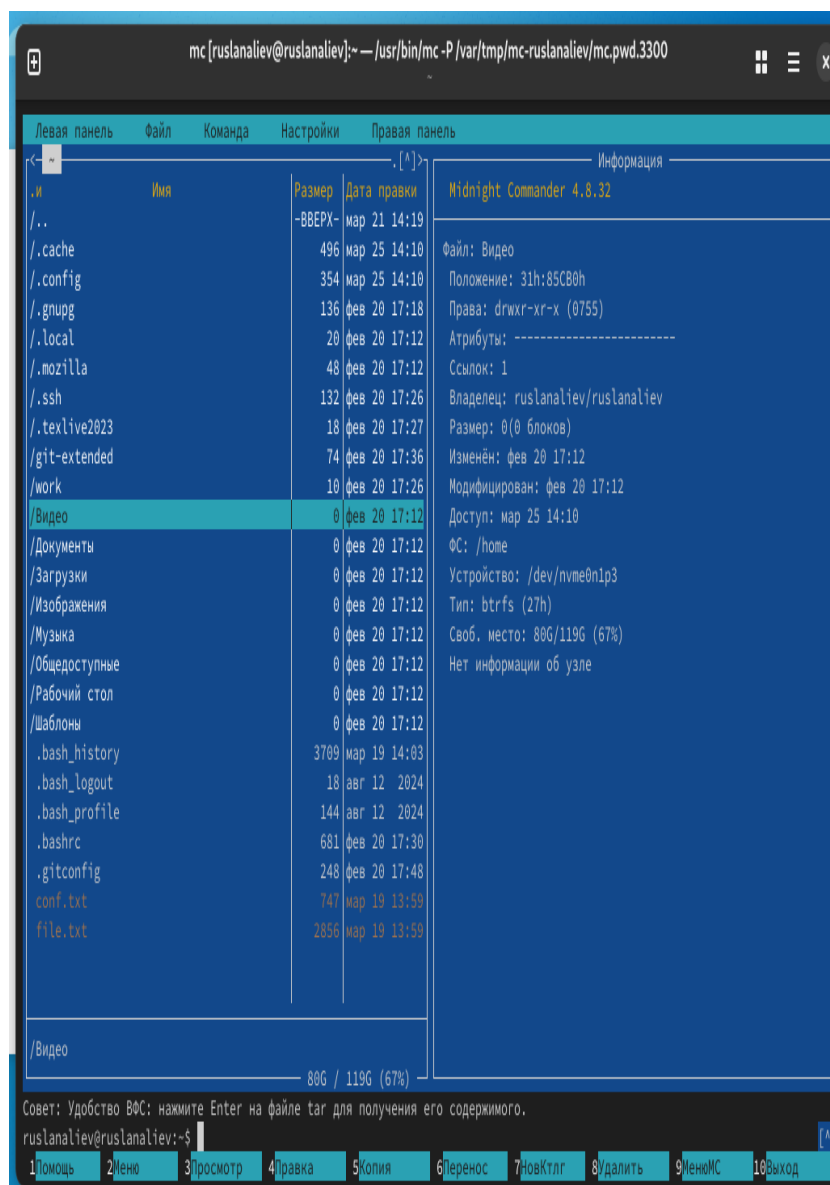 mc [ruslanaliev@ruslanaliev]:~ — /usr/bin/mc -P /var/tmp/mc-ruslanaliev/mc.pwd.3300
~
Левая панель Файл Команда Настройки Правая панель
<─ ~ ─.[^]>
.и Имя Размер Дата правки
/.. -ВВЕРХ- мар 21 14:19
/.cache 496 мар 25 14:10
/.config 354 мар 25 14:10
/.gnupg 136 фев 20 17:18
/.local 20 фев 20 17:12
/.mozilla 48 фев 20 17:12
/.ssh 132 фев 20 17:26
/.texlive2023 18 фев 20 17:27
/git-extended 74 фев 20 17:36
/work 10 фев 20 17:26
/Видео 0 фев 20 17:12
/Документы 0 фев 20 17:12
/Загрузки 0 фев 20 17:12
/Изображения 0 фев 20 17:12
/Музыка 0 фев 20 17:12
/Общедоступные 0 фев 20 17:12
/Рабочий стол 0 фев 20 17:12
/Шаблоны 0 фев 20 17:12
.bash_history 3709 мар 19 14:03
.bash_logout 18 авг 12 2024
.bash_profile 144 авг 12 2024
.bashrc 681 фев 20 17:30
.gitconfig 248 фев 20 17:48
conf.txt 747 мар 19 13:59
file.txt 2856 мар 19 13:59
/Видео
80G / 119G (67%)
Информация
Midnight Commander 4.8.32
Файл: Видео
Положение: 31h:85CB0h
Права: drwxr-xr-x (0755)
Атрибуты: -------------------------
Ссылок: 1
Владелец: ruslanaliev/ruslanaliev
Размер: 0(0 блоков)
Изменён: фев 20 17:12
Модифицирован: фев 20 17:12
Доступ: мар 25 14:10
ФС: /home
Устройство: /dev/nvme0n1p3
Тип: btrfs (27h)
Своб. место: 80G/119G (67%)
Нет информации об узле
Совет: Удобство ВФС: нажмите Enter на файле tar для получения его содержимого.
ruslanaliev@ruslanaliev:~$ [^
1Помощь 2Меню 3Просмотр 4Правка 5Копия 6Перенос 7НовКтлг 8Удалить 9МенюMC 10Выход